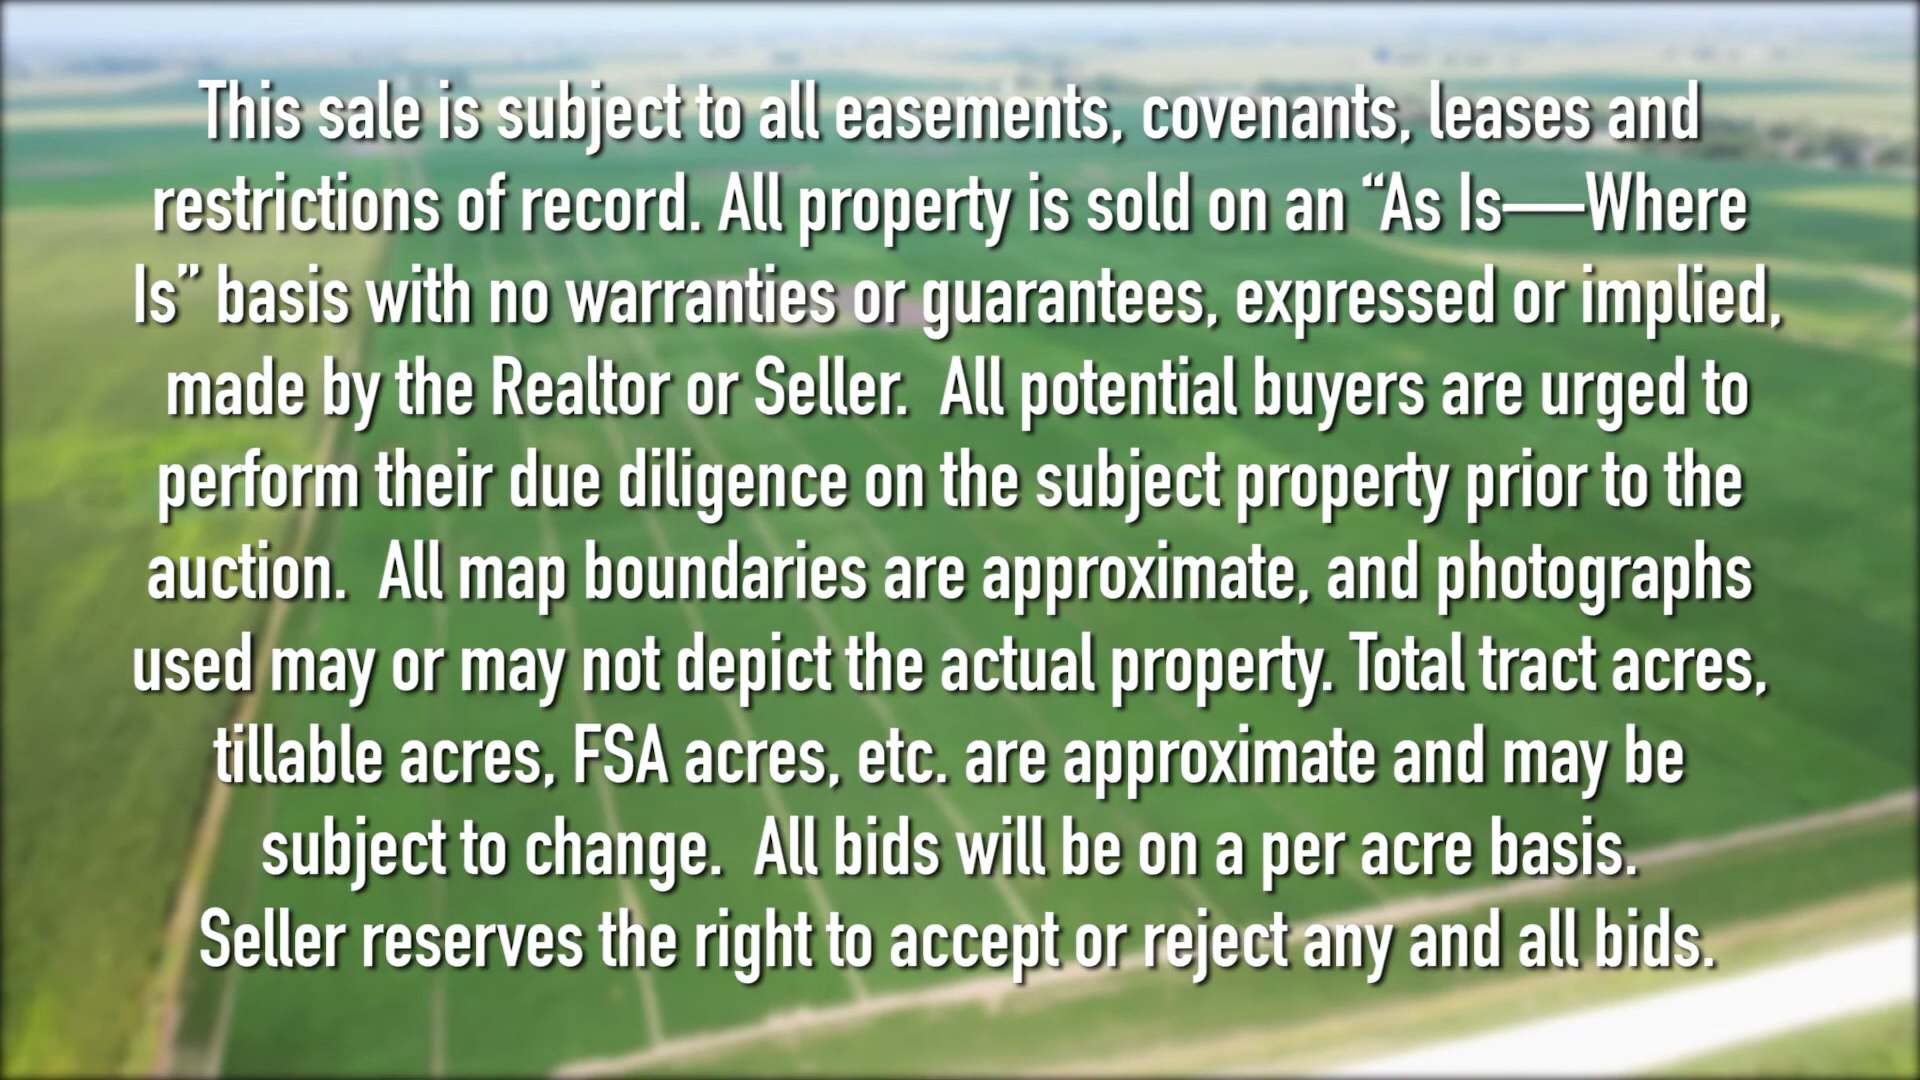 This sale is subject to all easements, covenants, leases and
restrictions of record. All property is sold on an “As Is—Where
Is” basis with no warranties or guarantees, expressed or implied,
made by the Realtor or Seller.  All potential buyers are urged to
perform their due diligence on the subject property prior to the
auction.  All map boundaries are approximate, and photographs
used may or may not depict the actual property. Total tract acres,
tillable acres, FSA acres, etc. are approximate and may be
subject to change.  All bids will be on a per acre basis.
Seller reserves the right to accept or reject any and all bids.